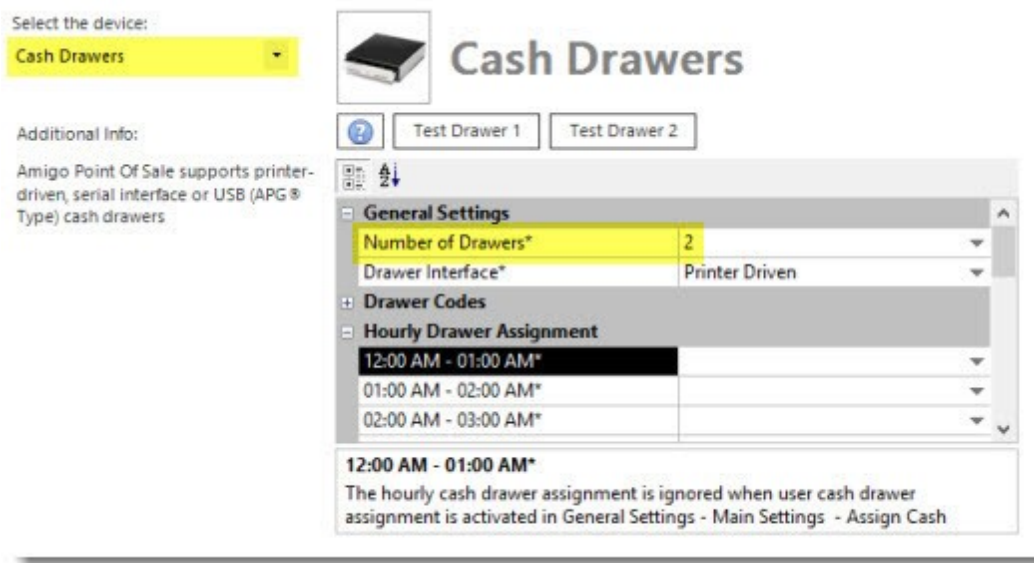 Select the device:
Cash Drawers
Additional Info:
Amigo Point Of Sale supports printer-
driven, serial interface or USB (APG®
Type) cash drawers
Cash Drawers
Test Drawer 1 Test Drawer 2
General Settings
Number of Drawers* 2
Drawer Interface* Printer Driven
Drawer Codes
Hourly Drawer Assignment
12:00 AM - 01:00 AM*
01:00 AM - 02:00 AM*
02:00 AM - 03:00 AM*
12:00 AM - 01:00 AM*
The hourly cash drawer assignment is ignored when user cash drawer
assignment is activated in General Settings - Main Settings - Assign Cash